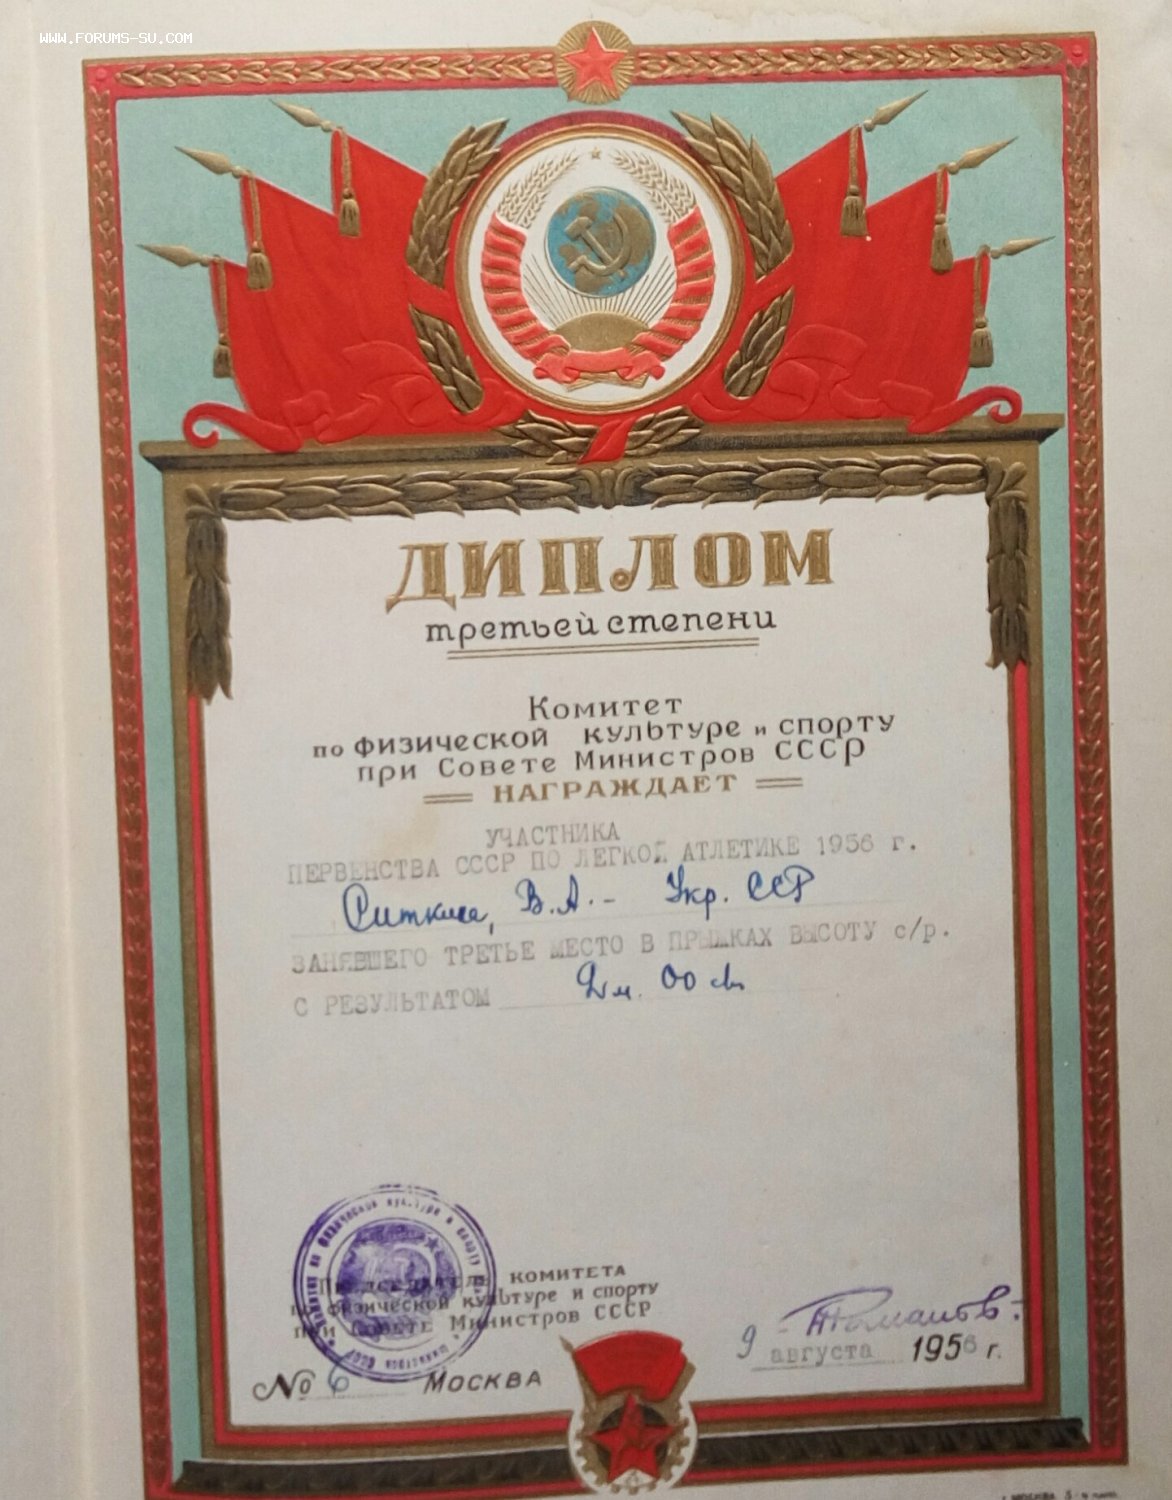 WWW.FORUMS-SU.COM
ДИПЛОМ
третьей степени
Комитет
по физической культуре и спорту
при Совете Министров СССР
НАГРАЖДАЕТ
УЧАСТНИКА
ПЕРВЕНСТВА СССР ПО ЛЕГКОЙ АТЛЕТИКЕ 1956 г.
Ситкина, В.А. - Укр. ССР
ЗАНЯВШЕГО ТРЕТЬЕ МЕСТО В ПРЫЖКАХ ВЫСОТУ с/р.
С РЕЗУЛЬТАТОМ 2 м. 00 см
Председатель КОМИТЕТА
по физической культуре и спорту
при Совете Министров СССР
Романов
9 августа 1956 г.
№ 6 МОСКВА